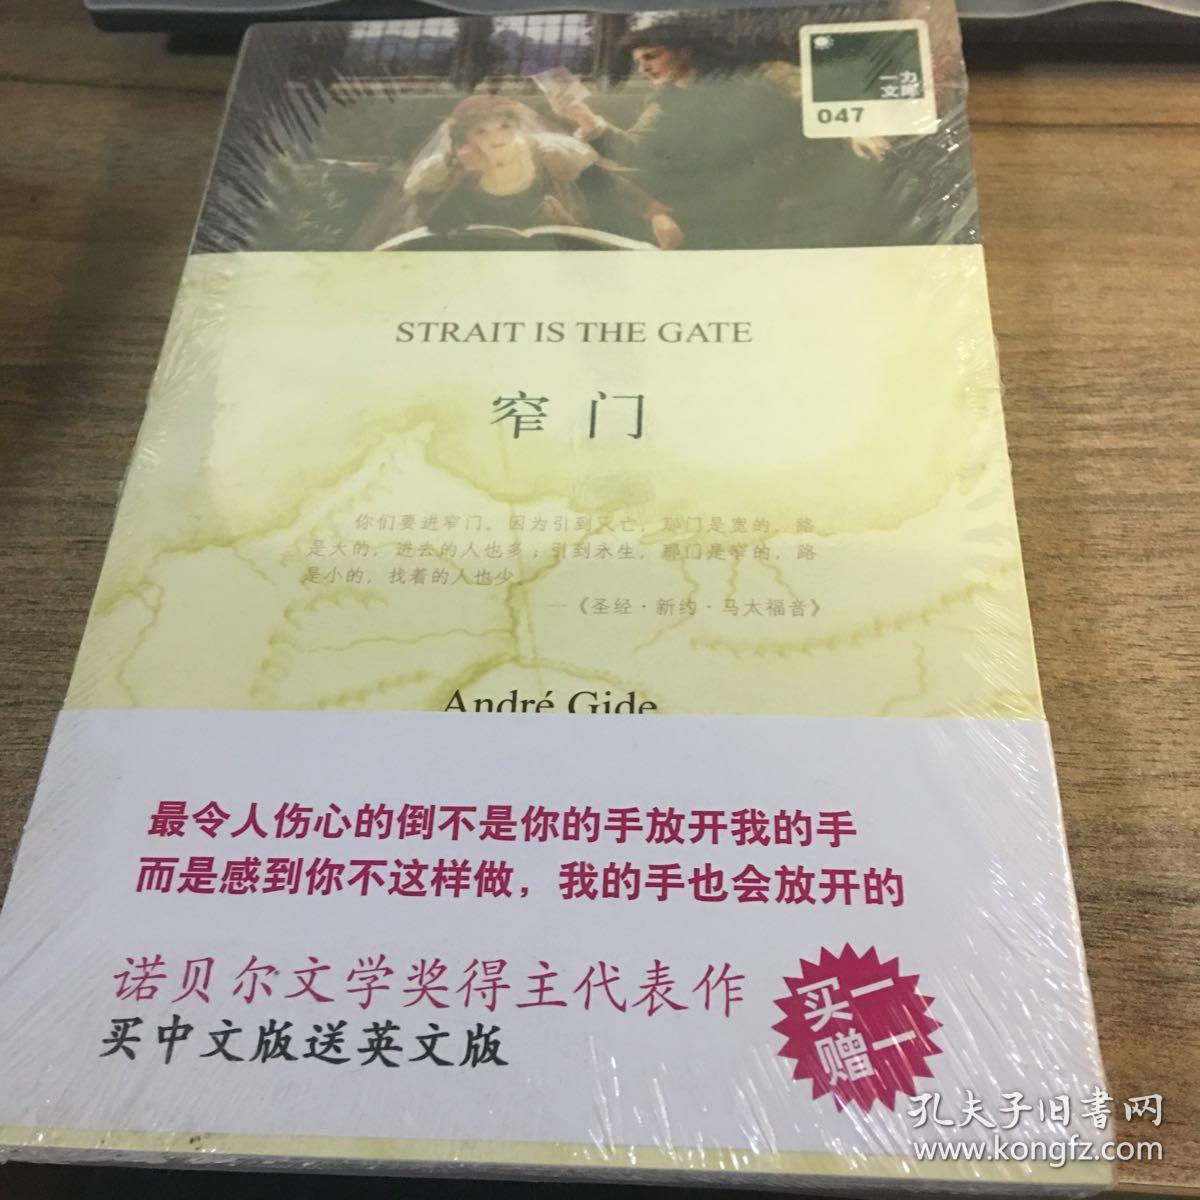 一力
文库
047
STRAIT IS THE GATE
窄门
你们要进窄门。因为引到灭亡，那门是宽的，路
是大的，进去的人也多；引到永生，那门是窄的，路
是小的，找着的人也少。
—《圣经·新约·马太福音》
André Gide
最令人伤心的倒不是你的手放开我的手
而是感到你不这样做，我的手也会放开的
诺贝尔文学奖得主代表作
买中文版送英文版
买一
赠一
孔夫子旧书网
www.kongfz.com